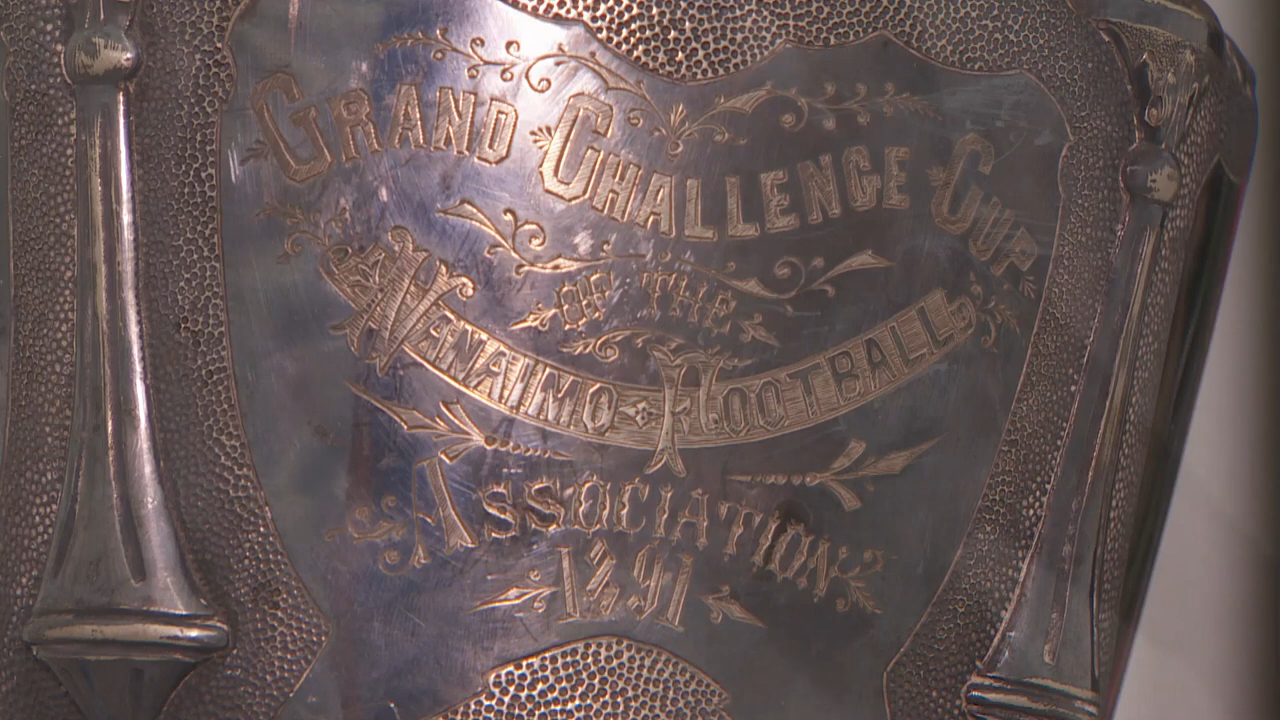 GRAND CHALLENGE CUP
OF THE
NANAIMO FOOTBALL
ASSOCIATION
1891